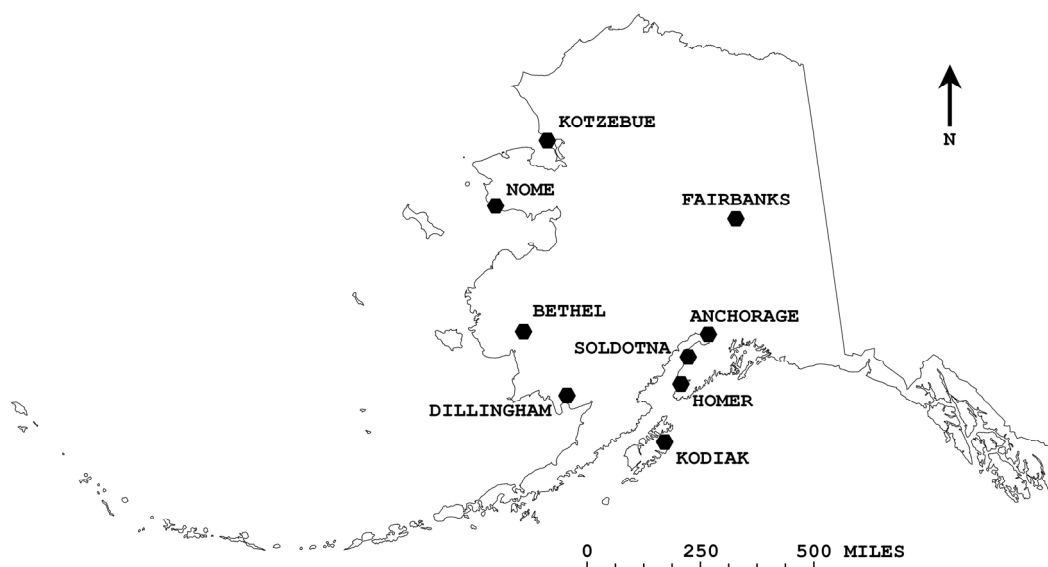 KOTZEBUE
N
NOME
FAIRBANKS
BETHEL
ANCHORAGE
SOLDOTNA
HOMER
DILLINGHAM
KODIAK
0 250 500 MILES